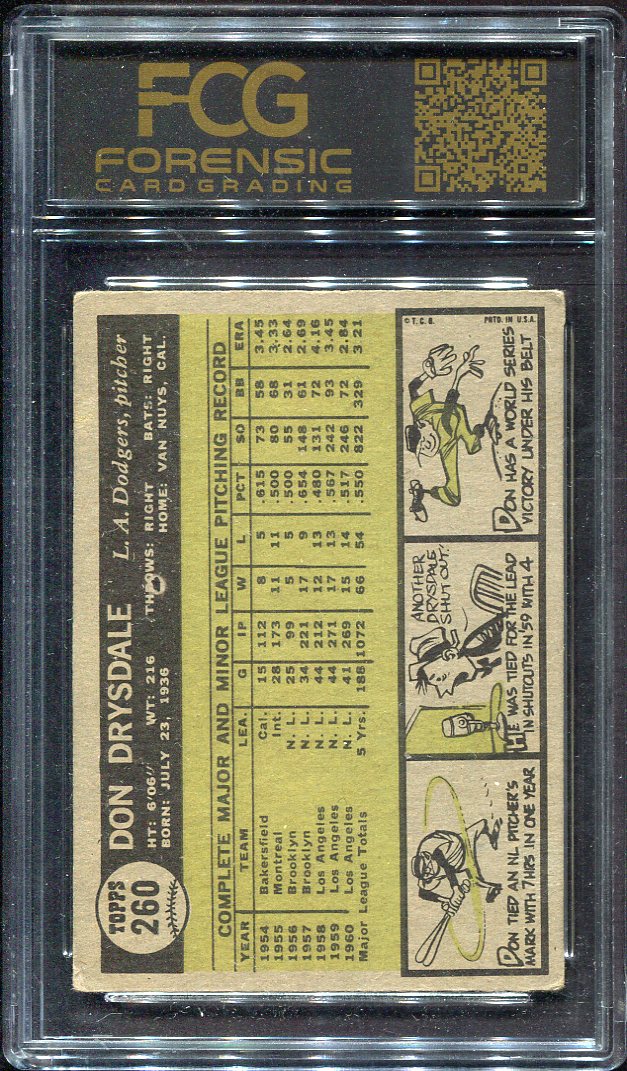 FCG
FORENSIC
CARD GRADING
TOPPS
260
DON DRYSDALE L. A. Dodgers, pitcher
HT: 6'06" WT: 216 THROWS: RIGHT BATS: RIGHT
BORN: JULY 23, 1936 HOME: VAN NUYS, CAL.
COMPLETE MAJOR AND MINOR LEAGUE PITCHING RECORD
YEAR TEAM LEA. G IP W L PCT SO BB ERA
1954 Bakersfield Cal. 15 112 8 5 .615 73 58 3.45
1955 Montreal Int. 28 173 11 11 .500 80 68 3.33
1956 Brooklyn N. L. 25 99 5 5 .500 55 31 2.64
1957 Brooklyn N. L. 34 221 17 9 .654 148 61 2.69
1958 Los Angeles N. L. 44 212 12 13 .480 131 72 4.16
1959 Los Angeles N. L. 44 271 17 13 .567 242 93 3.45
1960 Los Angeles N. L. 41 269 15 14 .517 246 72 2.84
Major League Totals 5 Yrs. 188 1072 66 54 .550 822 329 3.21
DON TIED AN NL PITCHER'S
MARK WITH 7 HRS IN ONE YEAR
ANOTHER
DRYSDALE
SHUT OUT!
HE WAS TIED FOR THE LEAD
IN SHUTOUTS IN '59 WITH 4
© T. C. G. PRTD. IN U.S.A.
DON HAS A WORLD SERIES
VICTORY UNDER HIS BELT